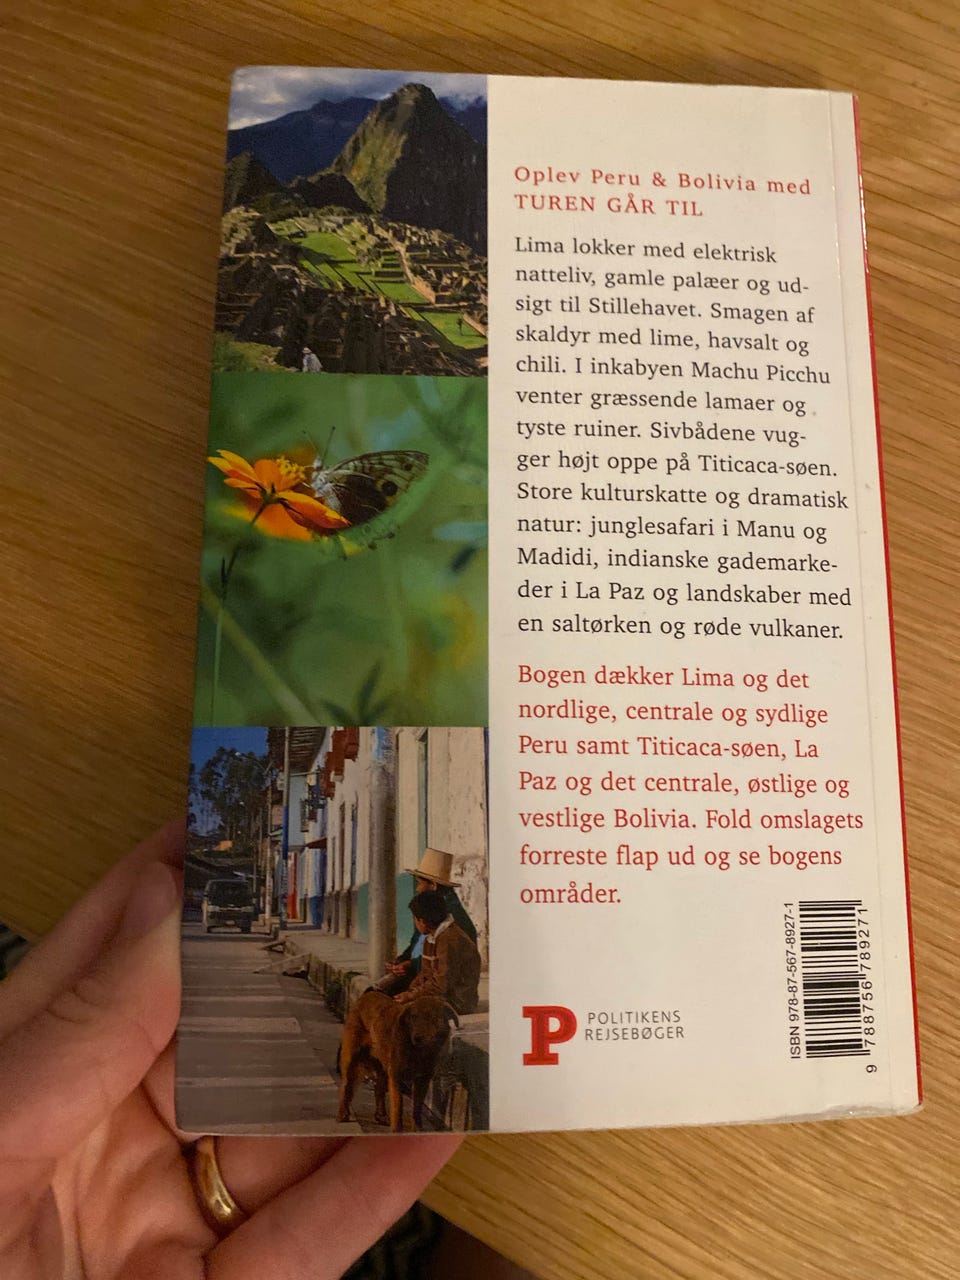 Oplev Peru & Bolivia med
TUREN GÅR TIL
Lima lokker med elektrisk
natteliv, gamle palæer og ud-
sigt til Stillehavet. Smagen af
skaldyr med lime, havsalt og
chili. I inkabyen Machu Picchu
venter græssende lamaer og
tyste ruiner. Sivbådene vug-
ger højt oppe på Titicaca-søen.
Store kulturskatte og dramatisk
natur: junglesafari i Manu og
Madidi, indianske gademarke-
der i La Paz og landskaber med
en saltørken og røde vulkaner.
Bogen dækker Lima og det
nordlige, centrale og sydlige
Peru samt Titicaca-søen, La
Paz og det centrale, østlige og
vestlige Bolivia. Fold omslagets
forreste flap ud og se bogens
områder.
P
POLITIKENS
REJSEBØGER
ISBN 978-87-567-8927-1
9 788756 789271